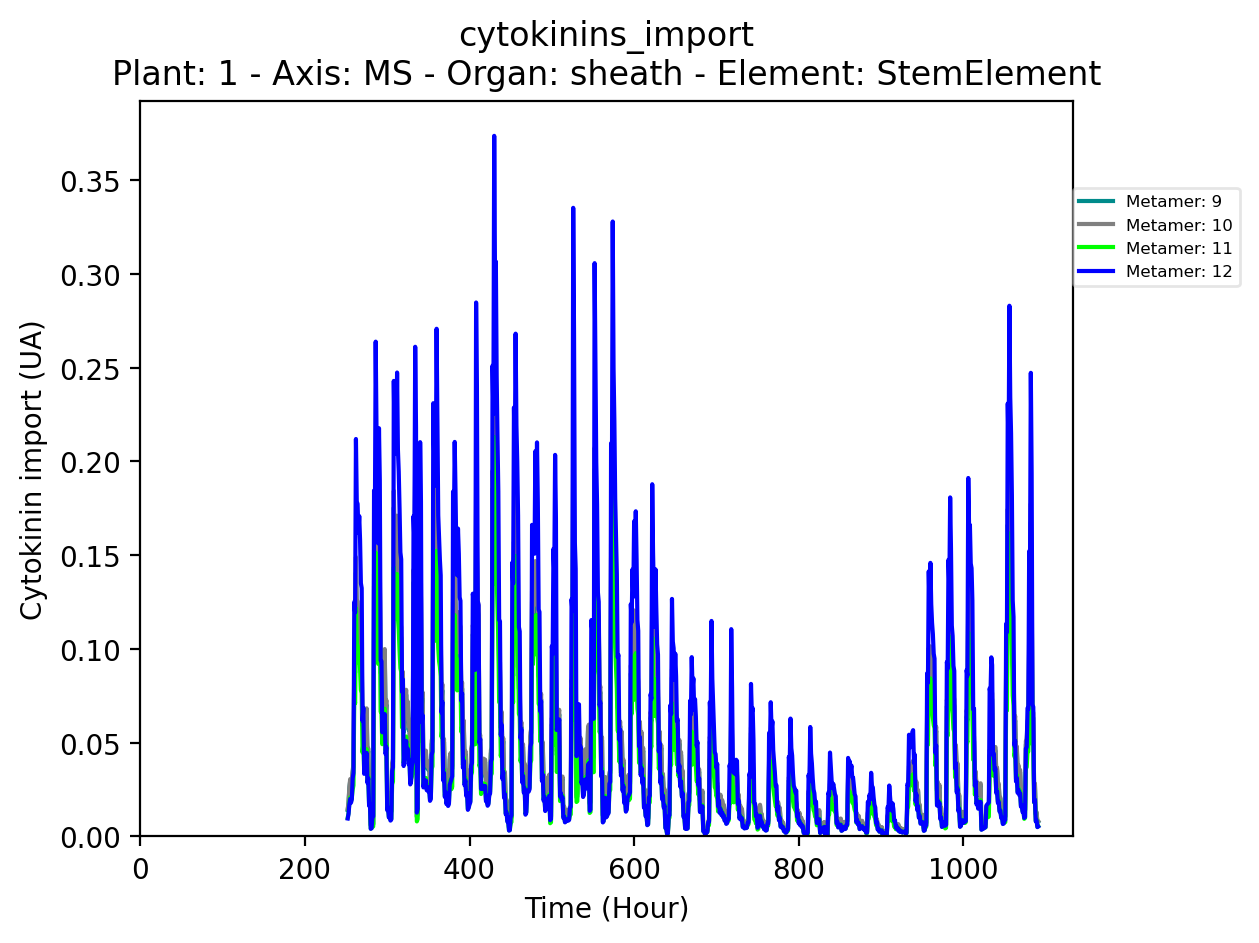 cytokinins_import
Plant: 1 - Axis: MS - Organ: sheath - Element: StemElement
0.35
0.30
0.25
0.20
0.15
0.10
0.05
0.00
Cytokinin import (UA)
0 200 400 600 800 1000
Time (Hour)
Metamer: 9
Metamer: 10
Metamer: 11
Metamer: 12